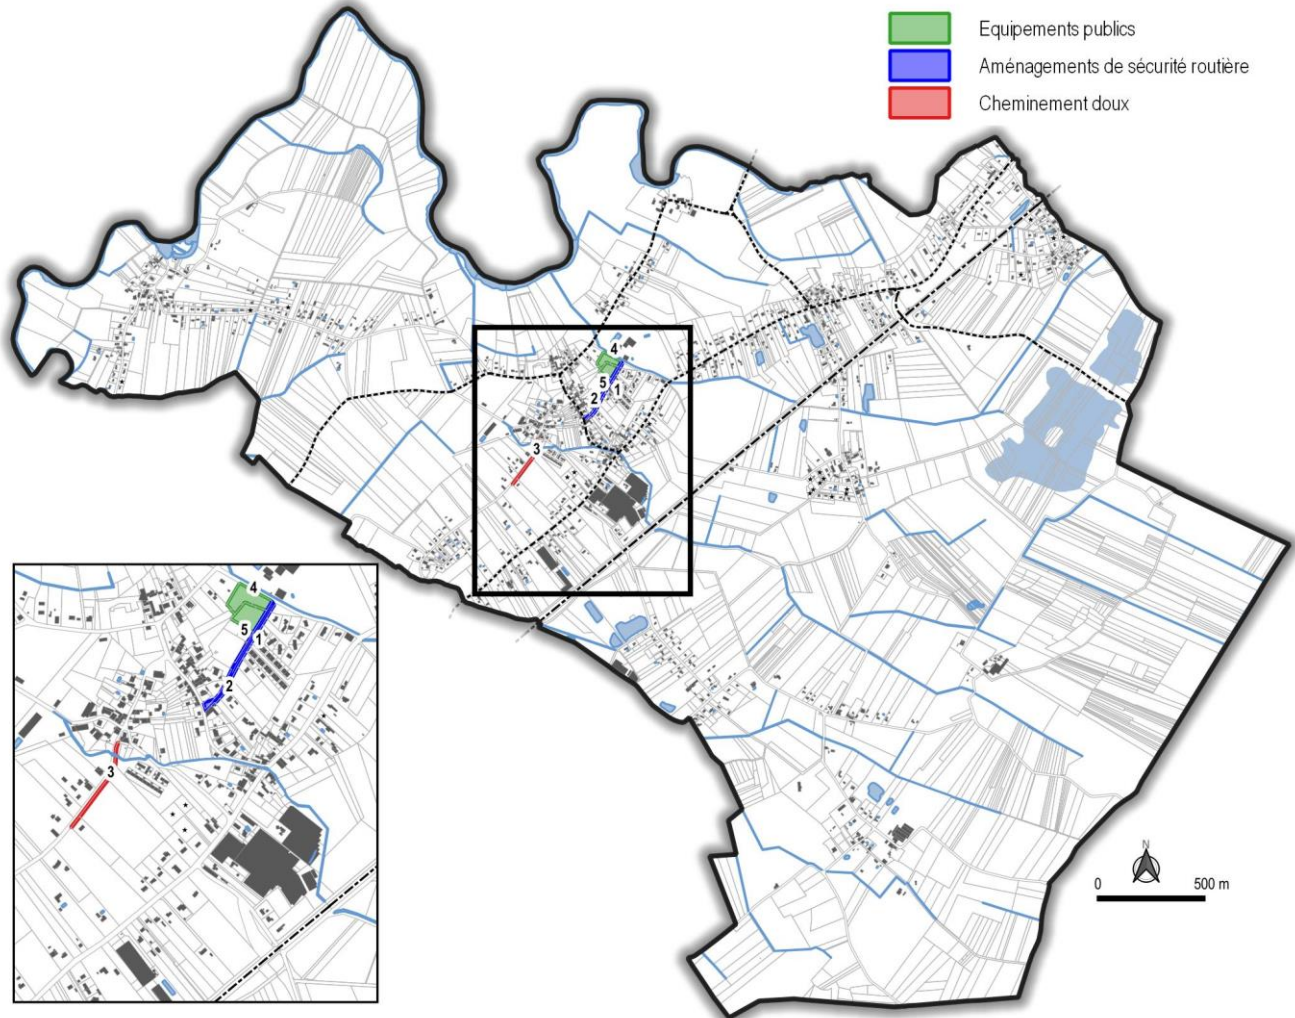 Equipements publics
Aménagements de sécurité routière
Cheminement doux
4
5
1
2
3
4
5
1
2
3
N
0 500 m